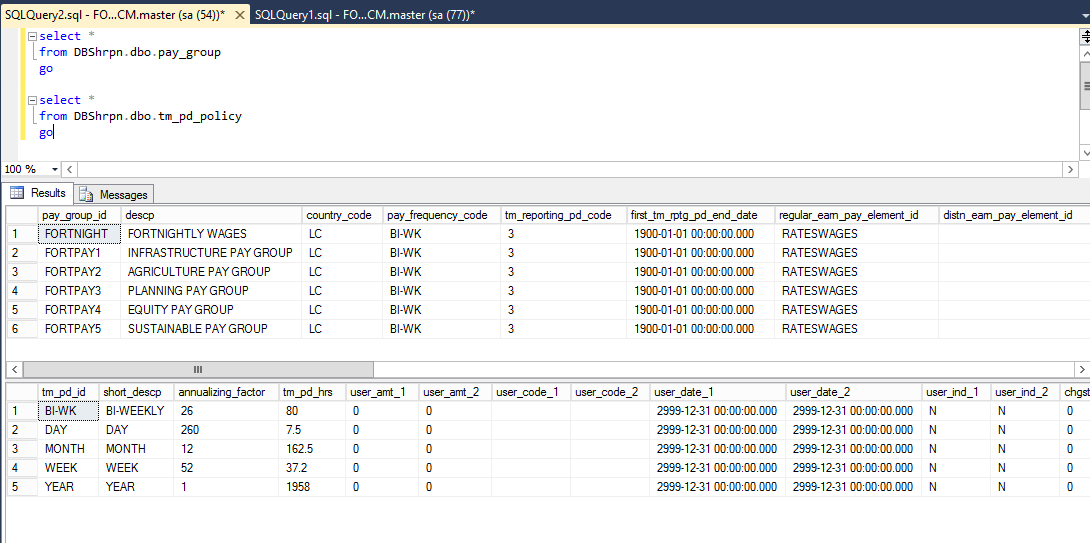 SQLQuery2.sql - FO...CM.master (sa (54))* SQLQuery1.sql - FO...CM.master (sa (77))*
select *
from DBShrpn.dbo.pay_group
go
select *
from DBShrpn.dbo.tm_pd_policy
go
100 %
Results Messages
pay_group_id descp country_code pay_frequency_code tm_reporting_pd_code first_tm_rptg_pd_end_date regular_earn_pay_element_id distn_earn_pay_element_id
1 FORTNIGHT FORTNIGHTLY WAGES LC BI-WK 3 1900-01-01 00:00:00.000 RATESWAGES
2 FORTPAY1 INFRASTRUCTURE PAY GROUP LC BI-WK 3 1900-01-01 00:00:00.000 RATESWAGES
3 FORTPAY2 AGRICULTURE PAY GROUP LC BI-WK 3 1900-01-01 00:00:00.000 RATESWAGES
4 FORTPAY3 PLANNING PAY GROUP LC BI-WK 3 1900-01-01 00:00:00.000 RATESWAGES
5 FORTPAY4 EQUITY PAY GROUP LC BI-WK 3 1900-01-01 00:00:00.000 RATESWAGES
6 FORTPAY5 SUSTAINABLE PAY GROUP LC BI-WK 3 1900-01-01 00:00:00.000 RATESWAGES
tm_pd_id short_descp annualizing_factor tm_pd_hrs user_amt_1 user_amt_2 user_code_1 user_code_2 user_date_1 user_date_2 user_ind_1 user_ind_2 chgst
1 BI-WK BI-WEEKLY 26 80 0 0 2999-12-31 00:00:00.000 2999-12-31 00:00:00.000 N N 0
2 DAY DAY 260 7.5 0 0 2999-12-31 00:00:00.000 2999-12-31 00:00:00.000 N N 0
3 MONTH MONTH 12 162.5 0 0 2999-12-31 00:00:00.000 2999-12-31 00:00:00.000 N N 0
4 WEEK WEEK 52 37.2 0 0 2999-12-31 00:00:00.000 2999-12-31 00:00:00.000 N N 0
5 YEAR YEAR 1 1958 0 0 2999-12-31 00:00:00.000 2999-12-31 00:00:00.000 N N 0